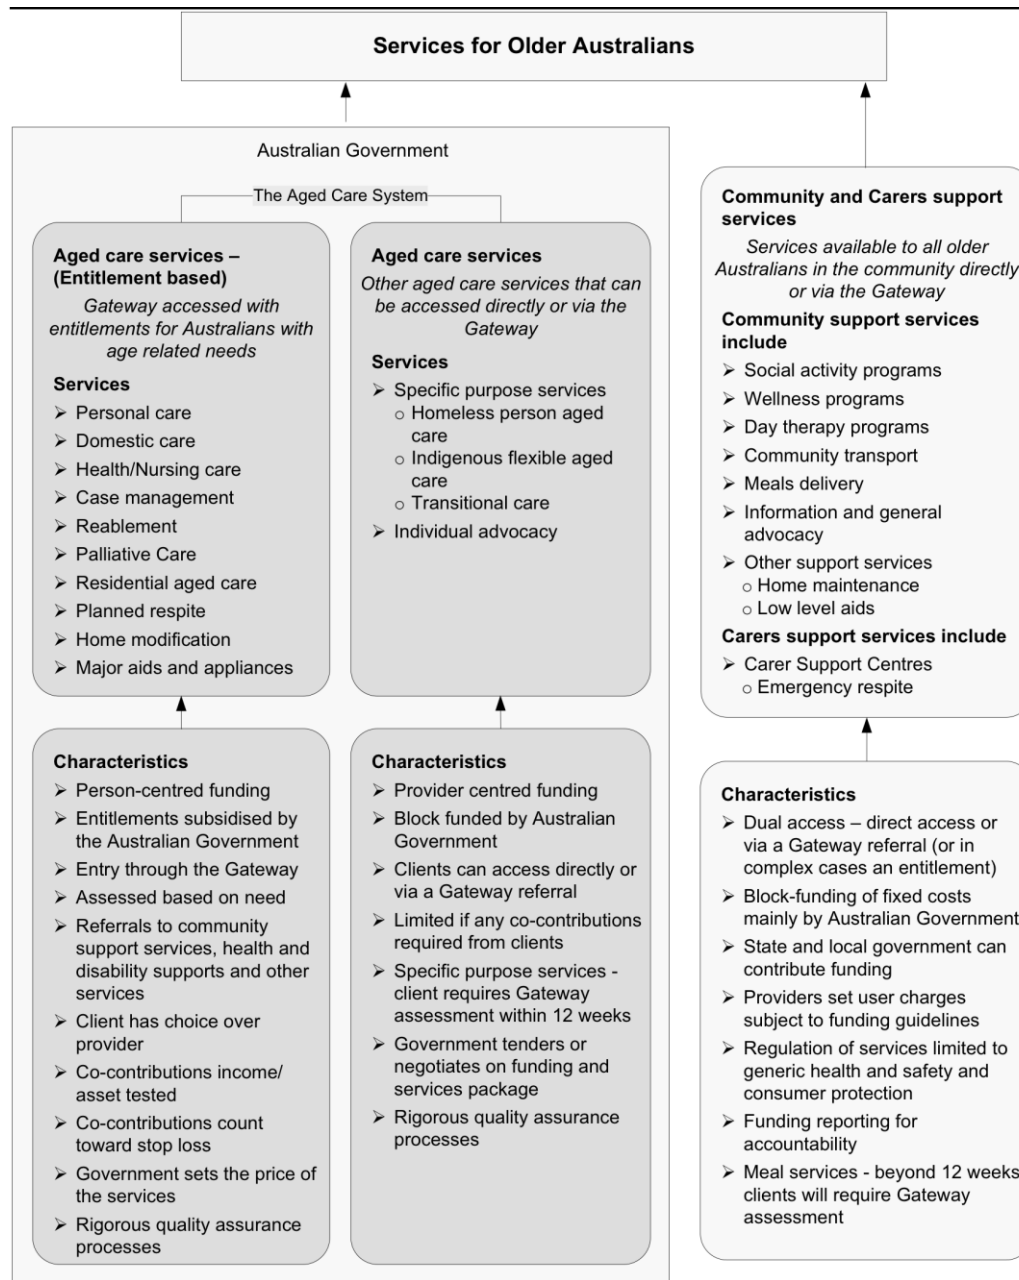 Services for Older Australians
Australian Government
The Aged Care System
Aged care services –
(Entitlement based)
Gateway accessed with
entitlements for Australians with
age related needs
Services
➢ Personal care
➢ Domestic care
➢ Health/Nursing care
➢ Case management
➢ Reablement
➢ Palliative Care
➢ Residential aged care
➢ Planned respite
➢ Home modification
➢ Major aids and appliances
Characteristics
➢ Person-centred funding
➢ Entitlements subsidised by
the Australian Government
➢ Entry through the Gateway
➢ Assessed based on need
➢ Referrals to community
support services, health and
disability supports and other
services
➢ Client has choice over
provider
➢ Co-contributions income/
asset tested
➢ Co-contributions count
toward stop loss
➢ Government sets the price of
the services
➢ Rigorous quality assurance
processes
Aged care services
Other aged care services that can
be accessed directly or via the
Gateway
Services
➢ Specific purpose services
o Homeless person aged
care
o Indigenous flexible aged
care
o Transitional care
➢ Individual advocacy
Characteristics
➢ Provider centred funding
➢ Block funded by Australian
Government
➢ Clients can access directly or
via a Gateway referral
➢ Limited if any co-contributions
required from clients
➢ Specific purpose services -
client requires Gateway
assessment within 12 weeks
➢ Government tenders or
negotiates on funding and
services package
➢ Rigorous quality assurance
processes
Community and Carers support
services
Services available to all older
Australians in the community directly
or via the Gateway
Community support services
include
➢ Social activity programs
➢ Wellness programs
➢ Day therapy programs
➢ Community transport
➢ Meals delivery
➢ Information and general
advocacy
➢ Other support services
o Home maintenance
o Low level aids
Carers support services include
➢ Carer Support Centres
o Emergency respite
Characteristics
➢ Dual access – direct access or
via a Gateway referral (or in
complex cases an entitlement)
➢ Block-funding of fixed costs
mainly by Australian Government
➢ State and local government can
contribute funding
➢ Providers set user charges
subject to funding guidelines
➢ Regulation of services limited to
generic health and safety and
consumer protection
➢ Funding reporting for
accountability
➢ Meal services - beyond 12 weeks
clients will require Gateway
assessment